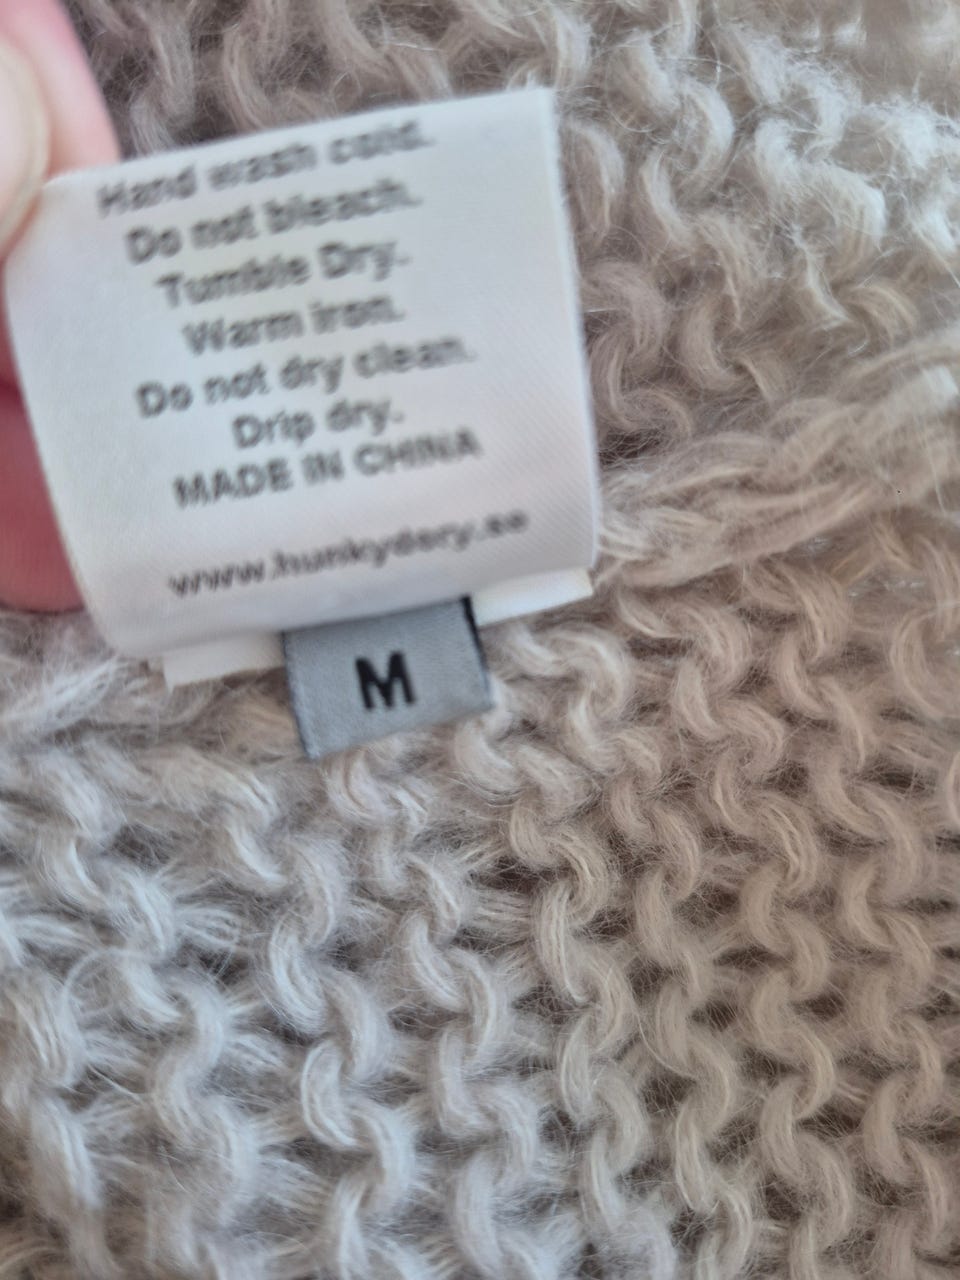 Hand wash cold.
Do not bleach.
Tumble Dry.
Warm iron.
Do not dry clean.
Drip dry.
MADE IN CHINA
www.hunkydory.se
M